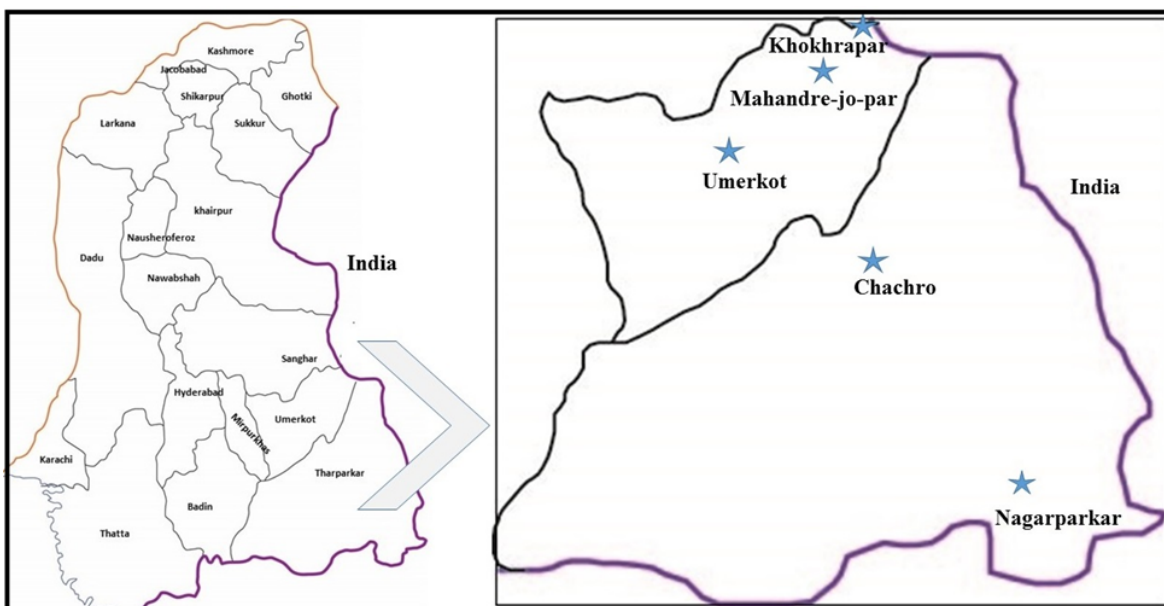 Kashmore
Jacobabad
Shikarpur
Ghotki
Larkana
Sukkur
khairpur
Nausheroferoz
Dadu
Nawabshah
India
Sanghar
Hyderabad
Mirpurkhas
Umerkot
Karachi
Tharparkar
Badin
Thatta
Khokhrapar
Mahandre-jo-par
Umerkot
India
Chachro
Nagarparkar